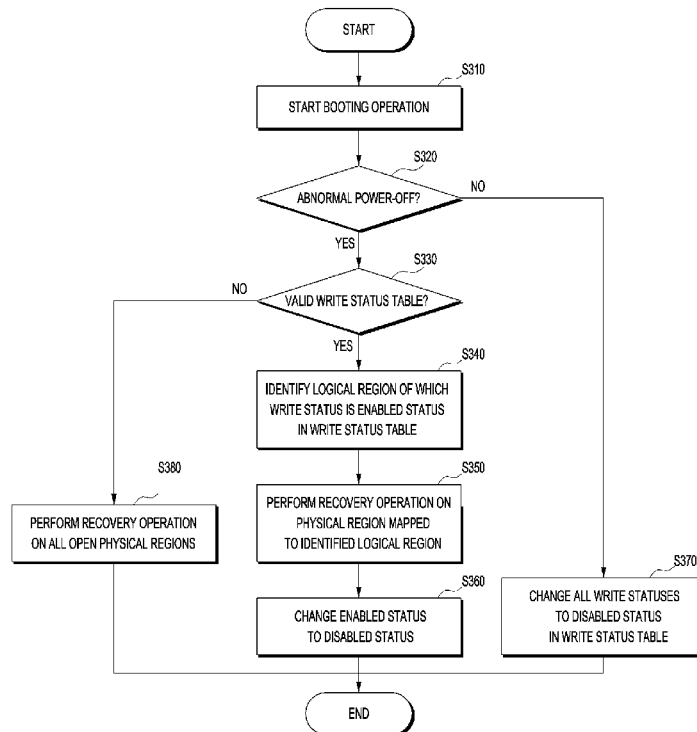 START
S310
START BOOTING OPERATION
S320
ABNORMAL POWER-OFF?
NO
YES
S330
NO
VALID WRITE STATUS TABLE?
YES
S340
IDENTIFY LOGICAL REGION OF WHICH
WRITE STATUS IS ENABLED STATUS
IN WRITE STATUS TABLE
S380
PERFORM RECOVERY OPERATION
ON ALL OPEN PHYSICAL REGIONS
S350
PERFORM RECOVERY OPERATION ON
PHYSICAL REGION MAPPED
TO IDENTIFIED LOGICAL REGION
S360
CHANGE ENABLED STATUS
TO DISABLED STATUS
S370
CHANGE ALL WRITE STATUSES
TO DISABLED STATUS
IN WRITE STATUS TABLE
END